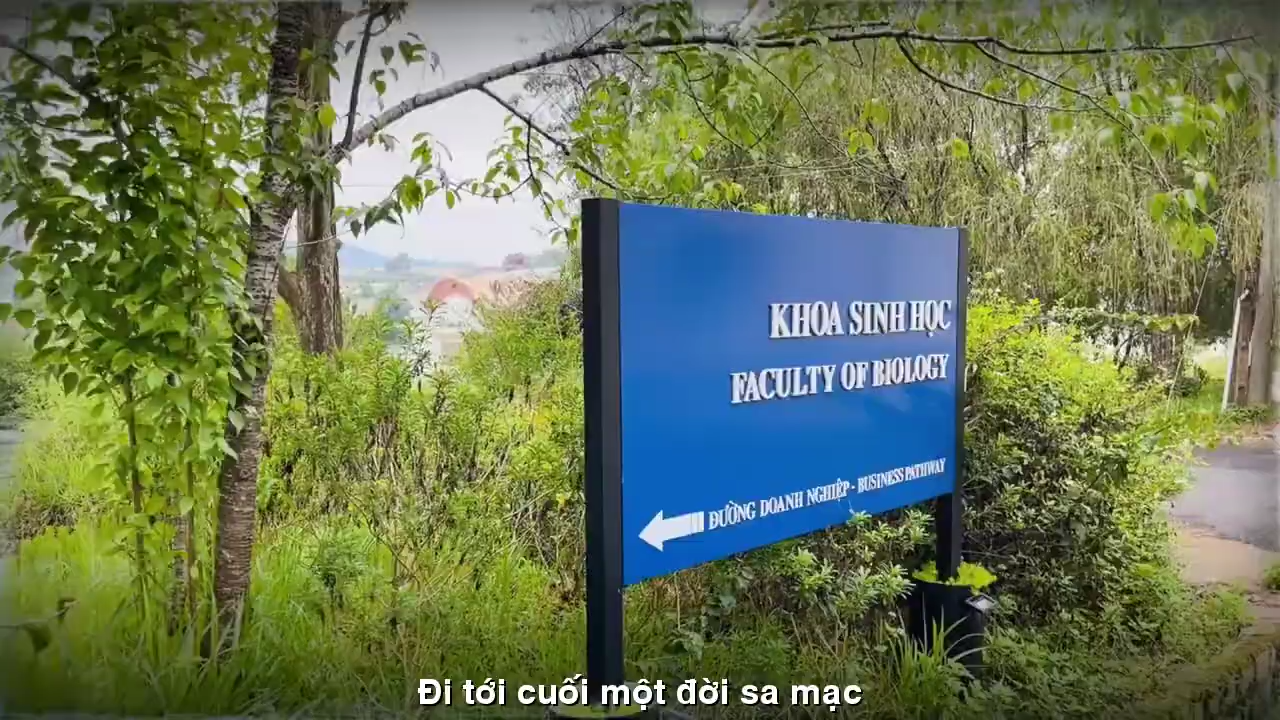 KHOA SINH HỌC
FACULTY OF BIOLOGY
ĐƯỜNG DOANH NGHIỆP - BUSINESS PATHWAY
Đi tới cuối một đời sa mạc